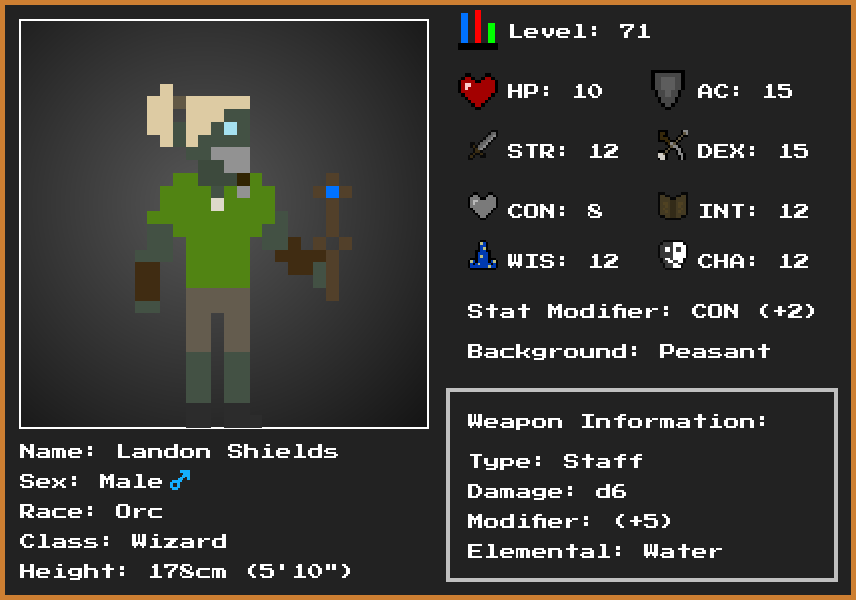 Level: 71
HP: 10 AC: 15
STR: 12 DEX: 15
CON: 8 INT: 12
WIS: 12 CHA: 12
Stat Modifier: CON (+2)
Background: Peasant
Weapon Information:
Type: Staff
Damage: d6
Modifier: (+5)
Elemental: Water
Name: Landon Shields
Sex: Male♂
Race: Orc
Class: Wizard
Height: 178cm (5'10")